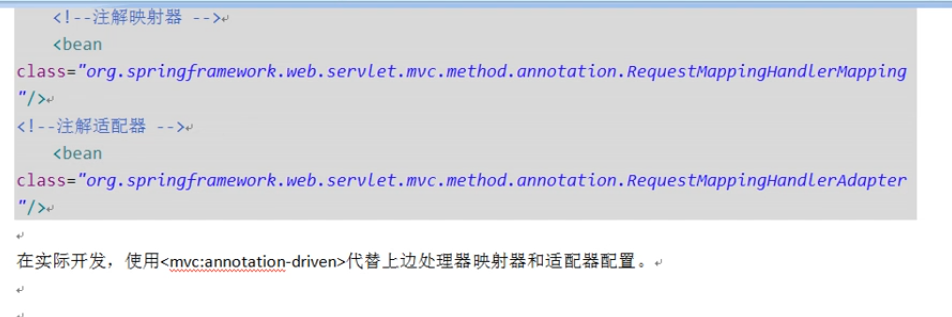 <!--注解映射器 -->
<bean
class="org.springframework.web.servlet.mvc.method.annotation.RequestMappingHandlerMapping
"/>
<!--注解适配器 -->
<bean
class="org.springframework.web.servlet.mvc.method.annotation.RequestMappingHandlerAdapter
"/>
在实际开发，使用<mvc:annotation-driven>代替上边处理器映射器和适配器配置。